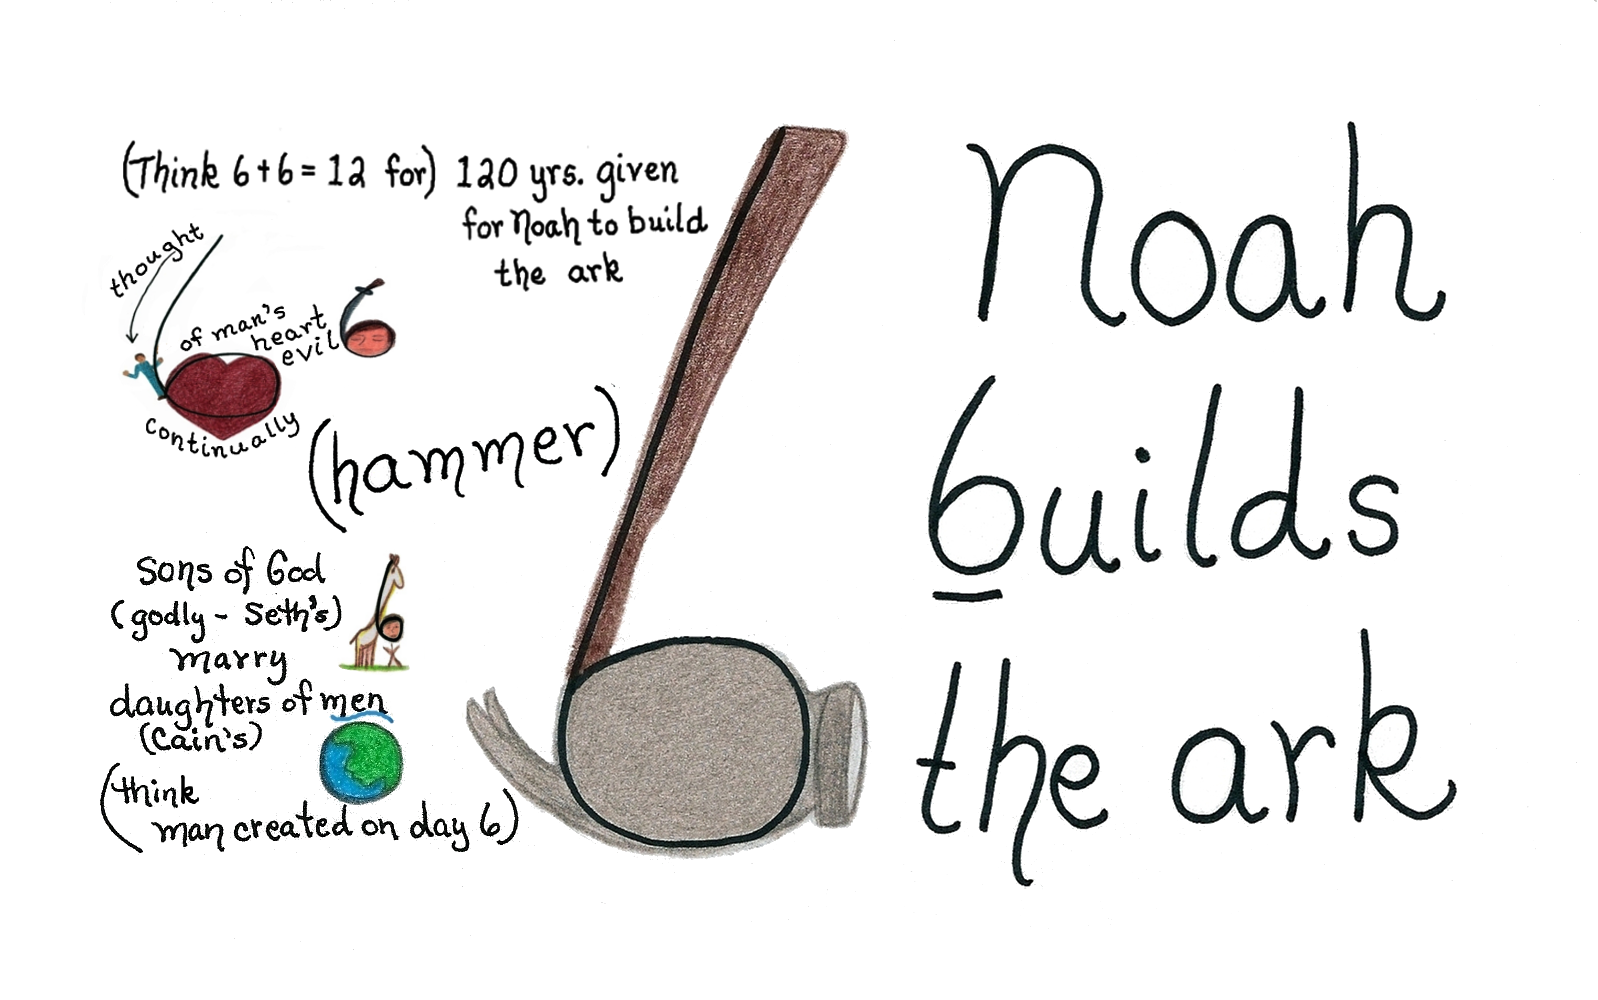 (Think 6+6=12 for) 120 yrs. given
for Noah to build
the ark
thought
of man's
heart
evil
continually
(hammer)
sons of God
(godly - Seth's)
marry
daughters of men
(Cain's)
(think
man created on day 6)
Noah
builds
the ark